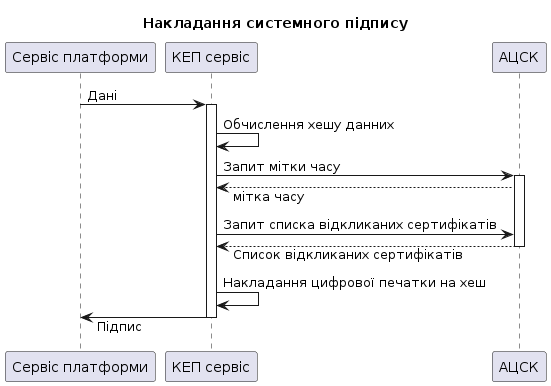 Накладання системного підпису
Сервіс платформи
КЕП сервіс
АЦСК
Дані
Обчислення хешу данних
Запит мітки часу
мітка часу
Запит списка відкликаних сертифікатів
Список відкликаних сертифікатів
Накладання цифрової печатки на хеш
Підпис
Сервіс платформи
КЕП сервіс
АЦСК